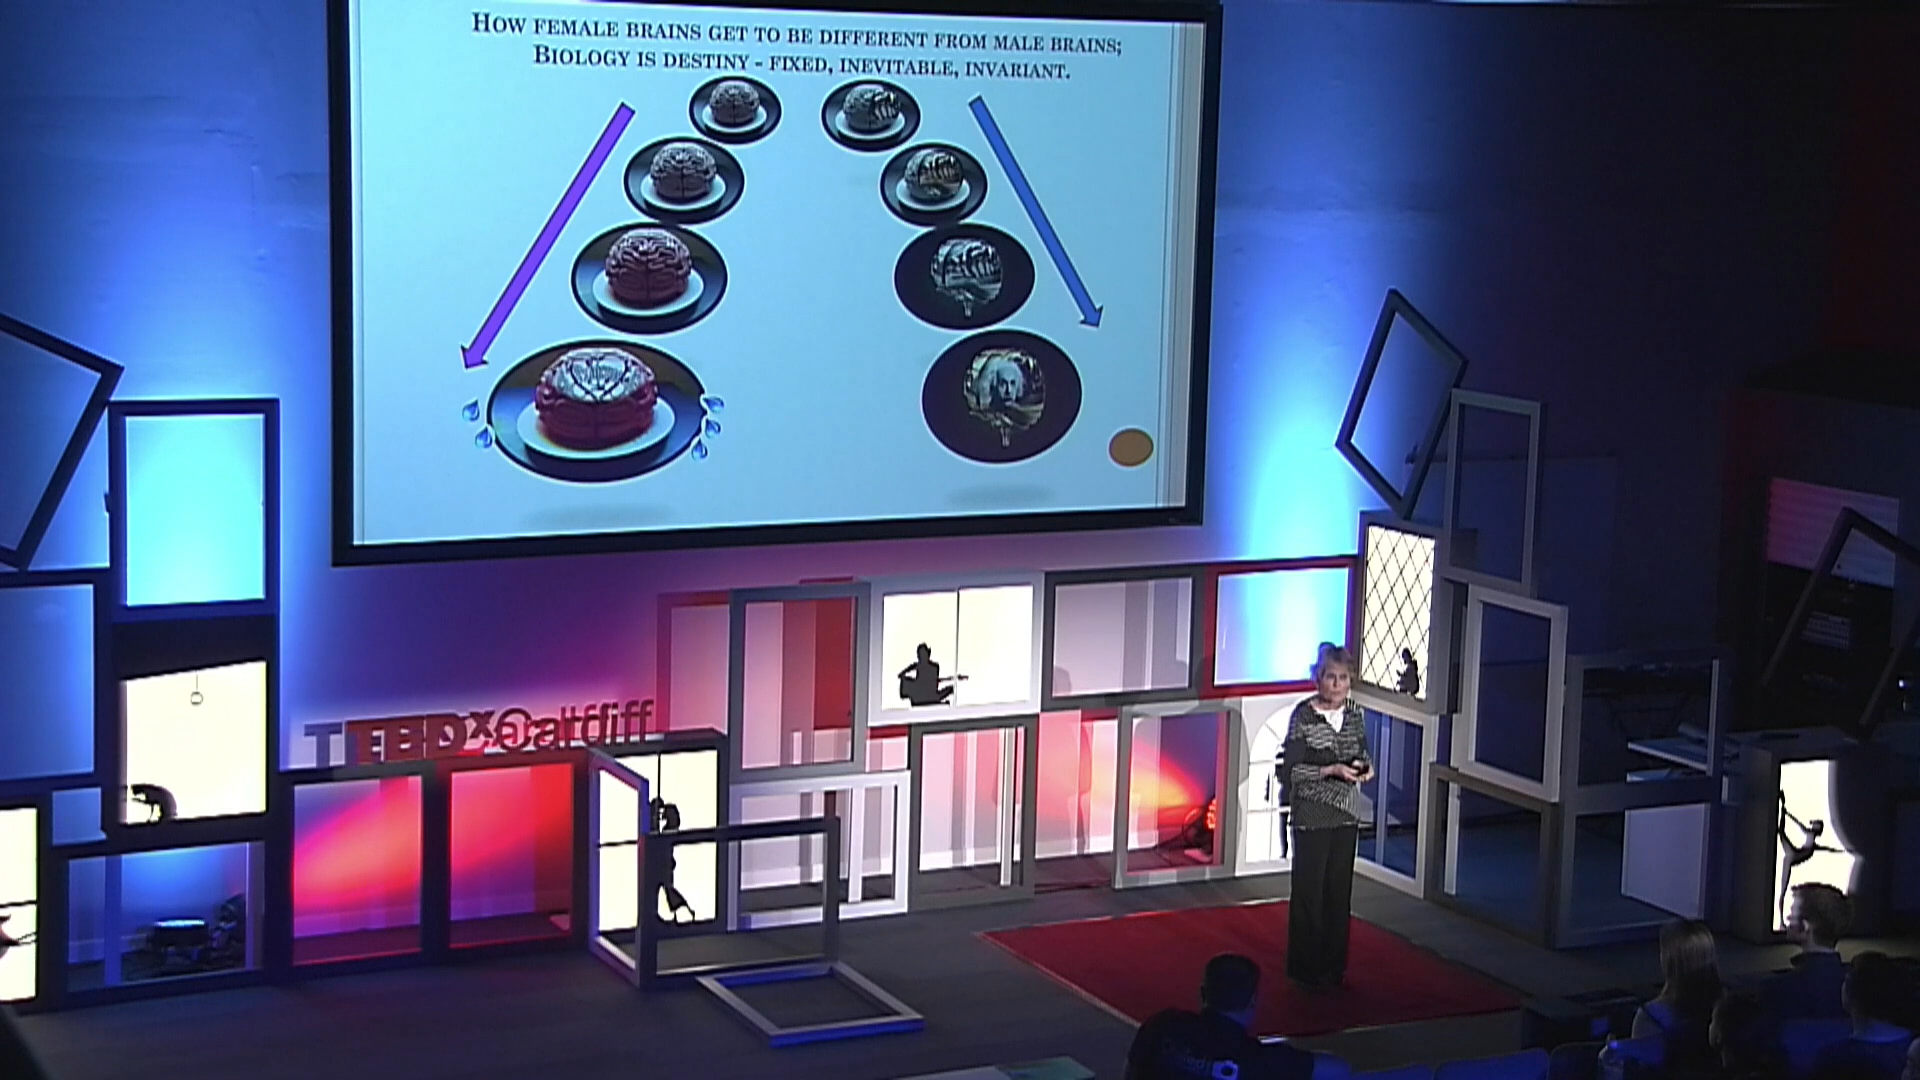 HOW FEMALE BRAINS GET TO BE DIFFERENT FROM MALE BRAINS;
BIOLOGY IS DESTINY - FIXED, INEVITABLE, INVARIANT.
TEDxCardiff